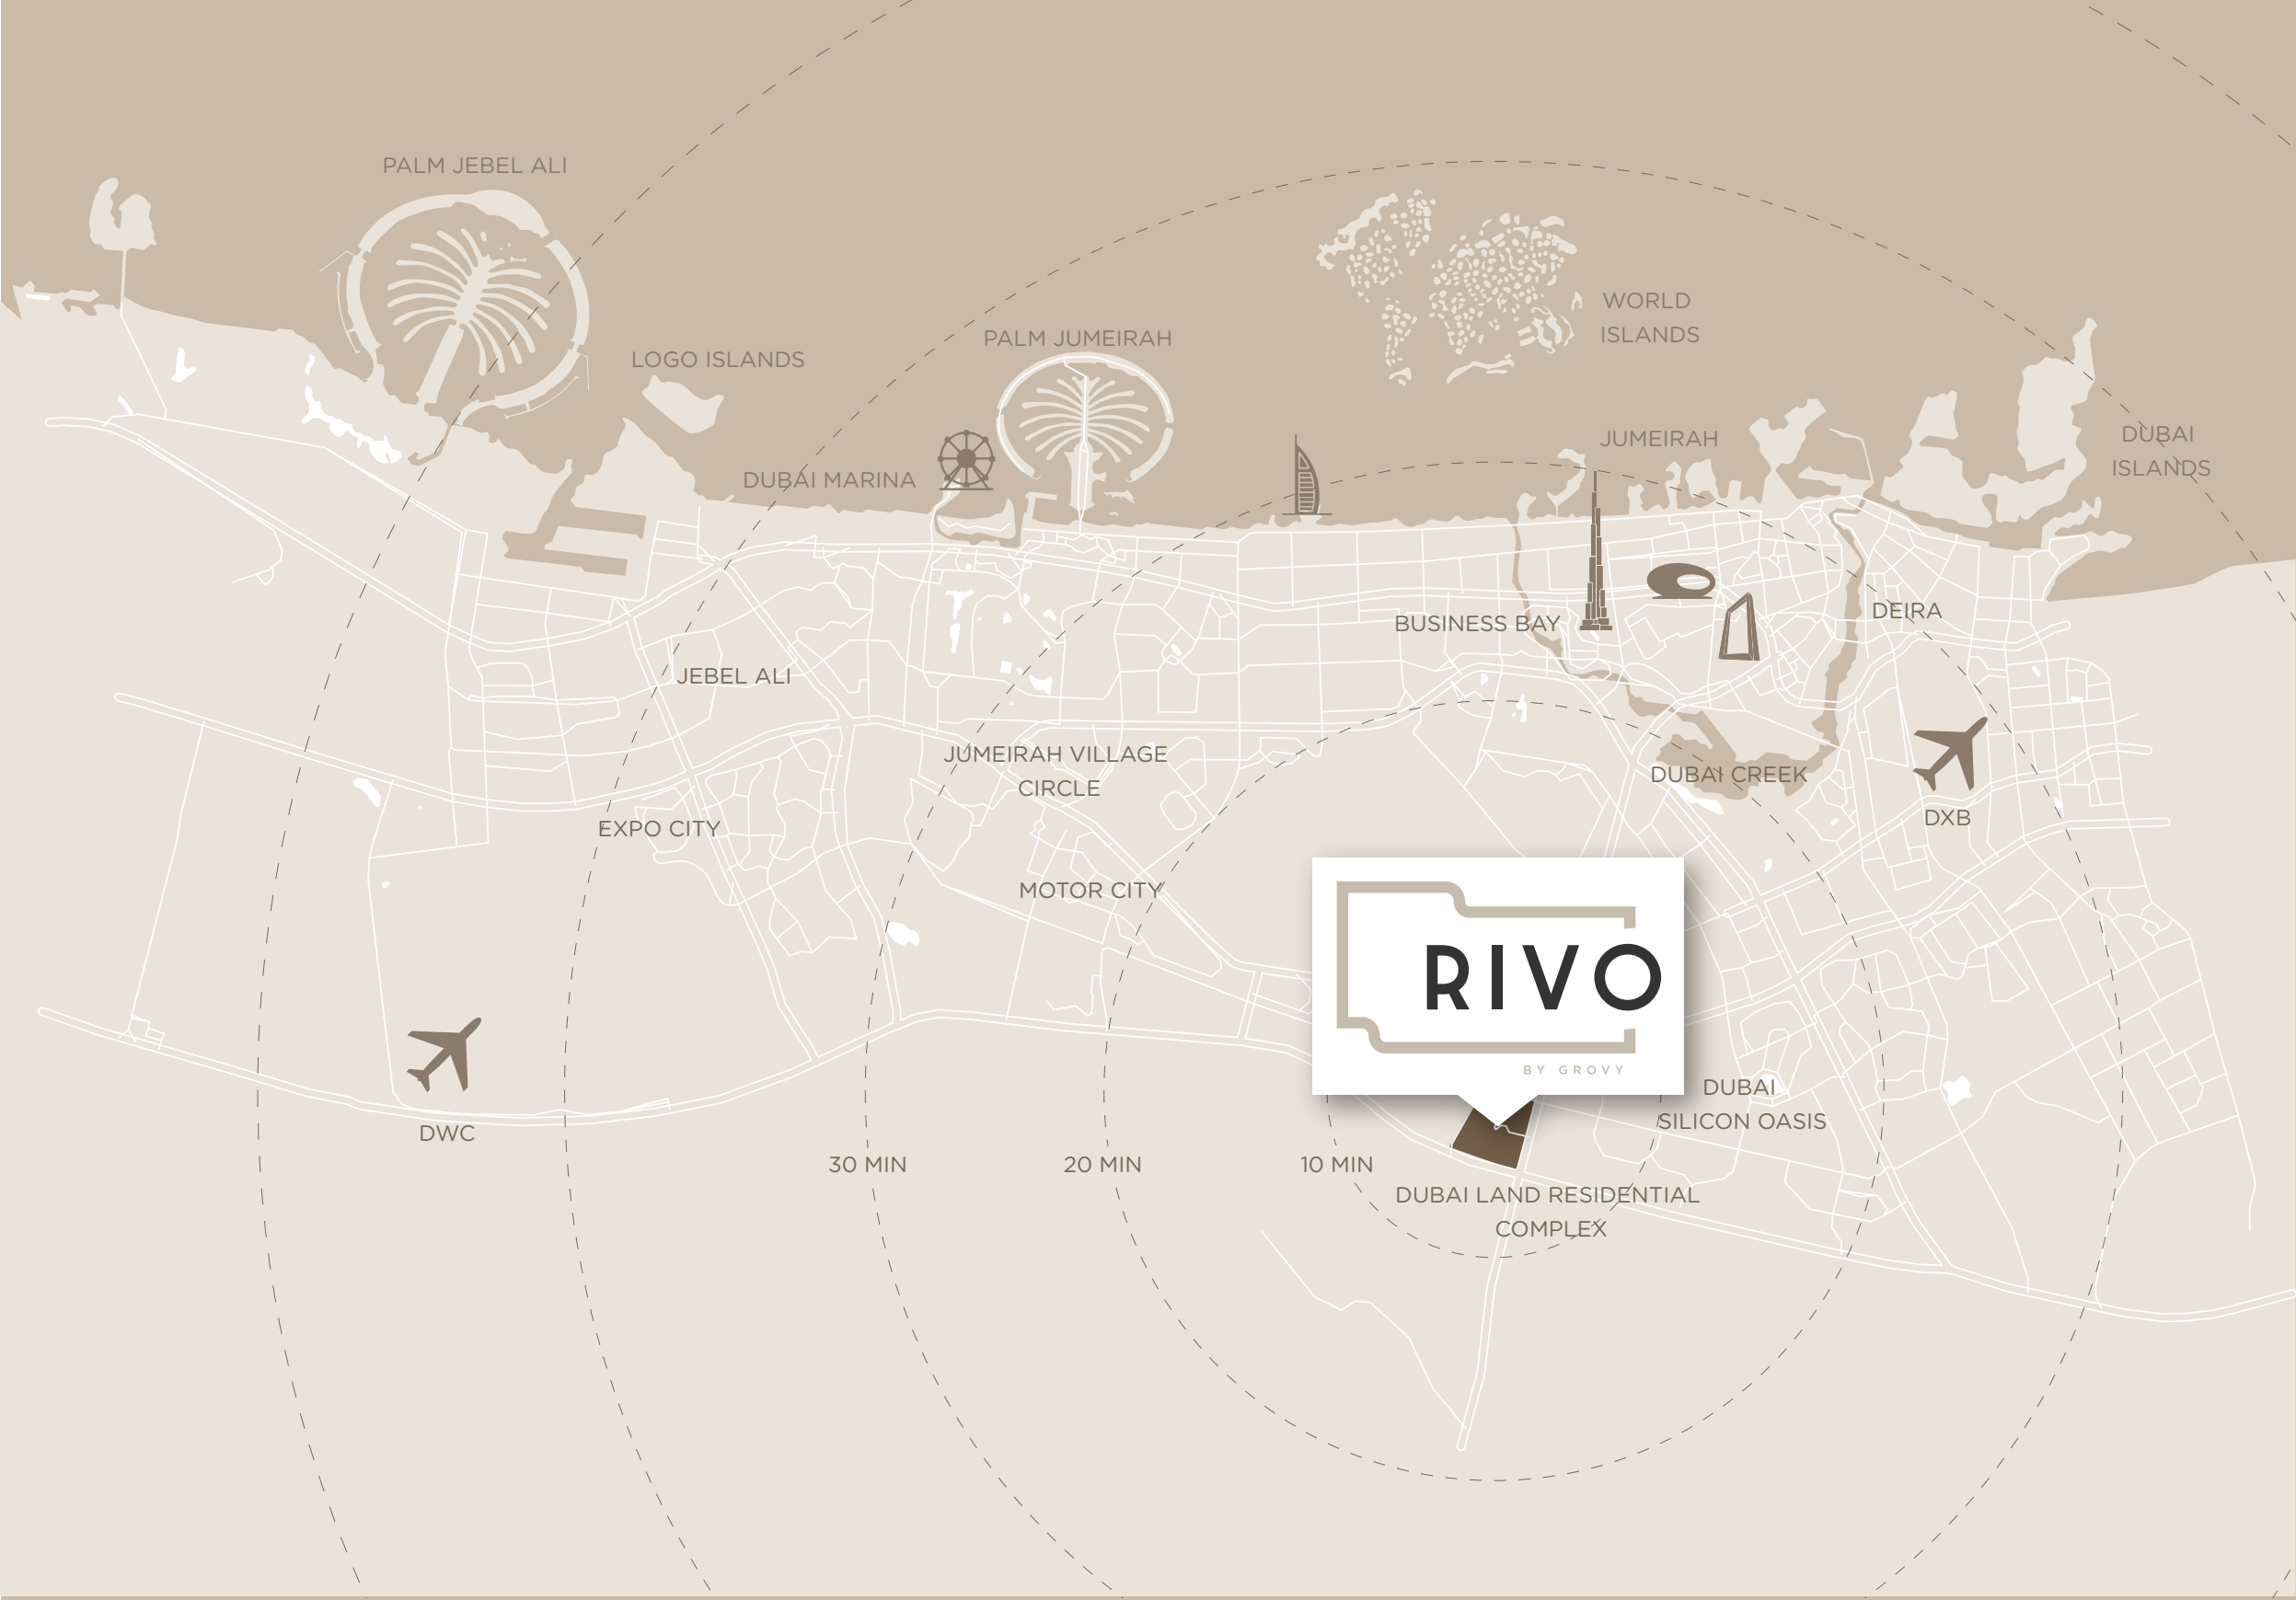 PALM JEBEL ALI
WORLD
ISLANDS
PALM JUMEIRAH
LOGO ISLANDS
JUMEIRAH
DUBAI
ISLANDS
DUBAI MARINA
DEIRA
BUSINESS BAY
JEBEL ALI
JUMEIRAH VILLAGE
CIRCLE
DUBAI CREEK
DXB
EXPO CITY
MOTOR CITY
RIVO
BY GROVY
DUBAI
SILICON OASIS
DWC
30 MIN
20 MIN
10 MIN
DUBAI LAND RESIDENTIAL
COMPLEX